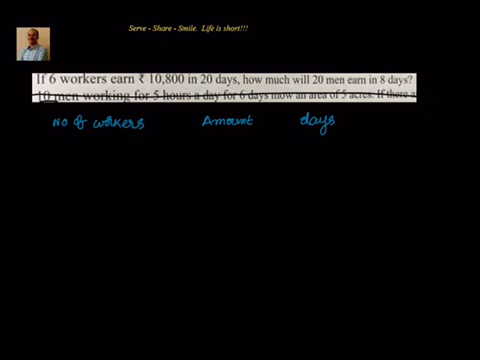 Serve - Share - Smile. Life is short!!!
If 6 workers earn ₹ 10,800 in 20 days, how much will 20 men earn in 8 days?
10 men working for 5 hours a day for 6 days mow an area of 5 acres. If there a
No of workers Amount days